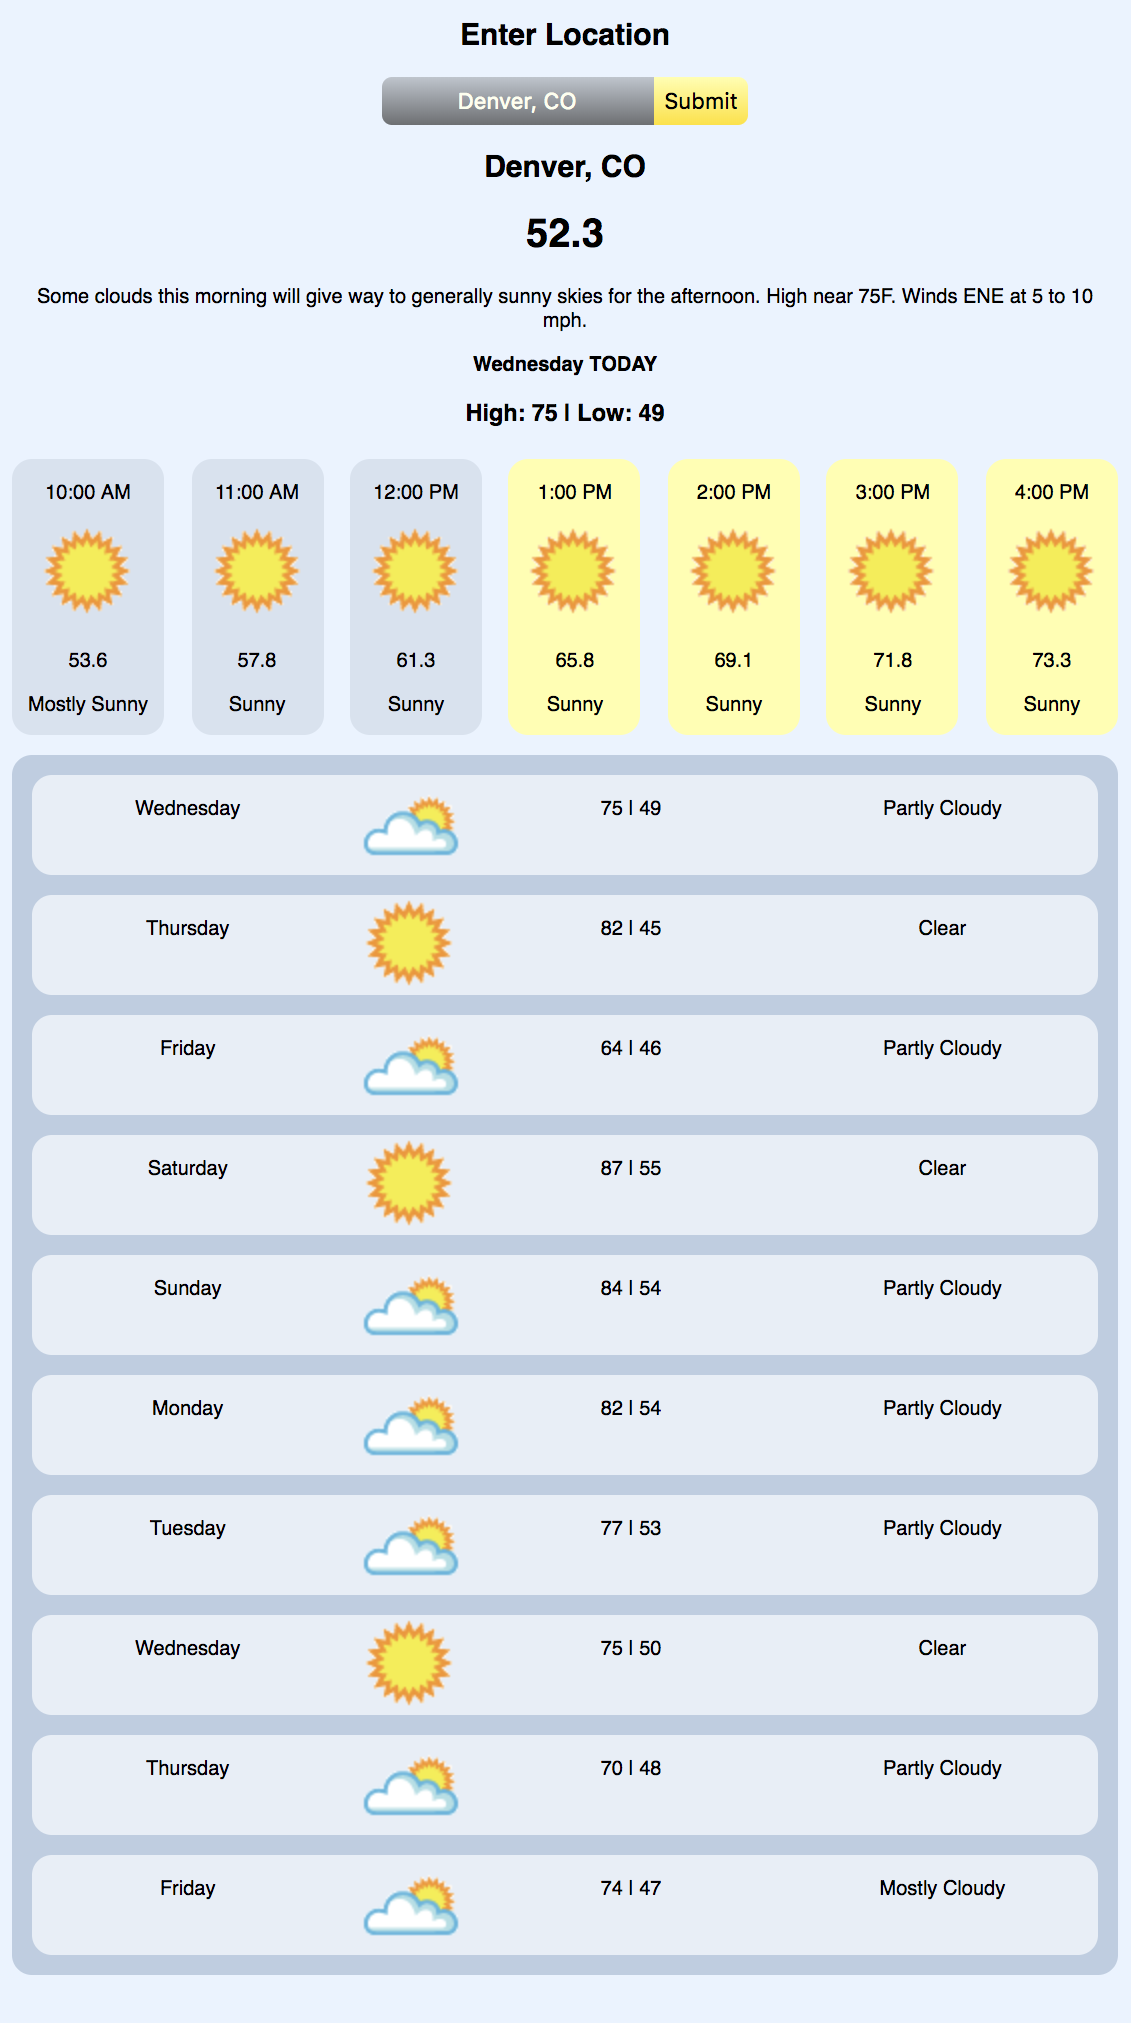 Enter Location
Denver, CO
Submit
Denver, CO
52.3
Some clouds this morning will give way to generally sunny skies for the afternoon. High near 75F. Winds ENE at 5 to 10
mph.
Wednesday TODAY
High: 75 | Low: 49
10:00 AM 11:00 AM 12:00 PM 1:00 PM 2:00 PM 3:00 PM 4:00 PM
53.6 57.8 61.3 65.8 69.1 71.8 73.3
Mostly Sunny Sunny Sunny Sunny Sunny Sunny Sunny
Wednesday 75 | 49 Partly Cloudy
Thursday 82 | 45 Clear
Friday 64 | 46 Partly Cloudy
Saturday 87 | 55 Clear
Sunday 84 | 54 Partly Cloudy
Monday 82 | 54 Partly Cloudy
Tuesday 77 | 53 Partly Cloudy
Wednesday 75 | 50 Clear
Thursday 70 | 48 Partly Cloudy
Friday 74 | 47 Mostly Cloudy